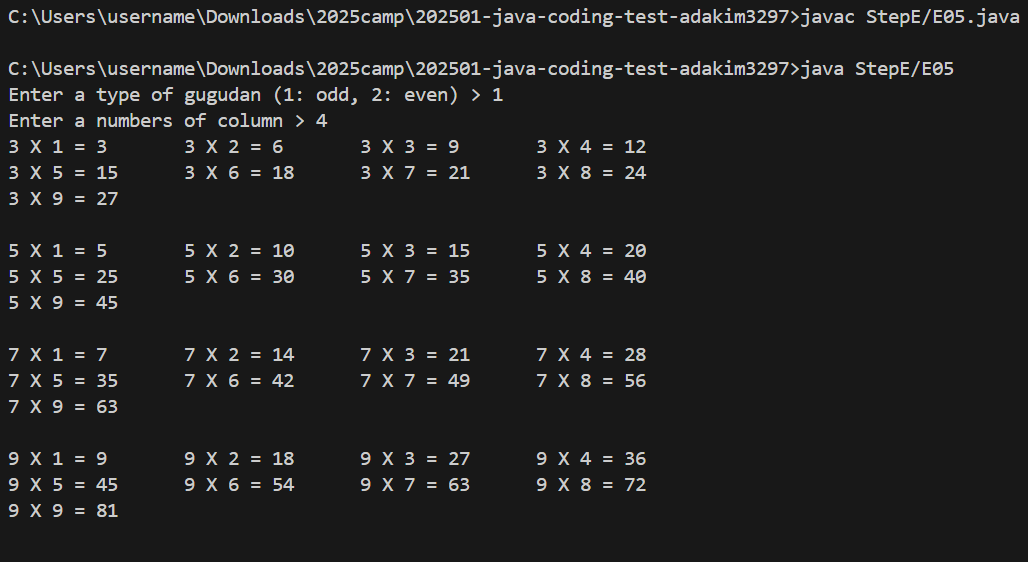 C:\Users\username\Downloads\2025camp\202501-java-coding-test-adakim3297>javac StepE/E05.java
C:\Users\username\Downloads\2025camp\202501-java-coding-test-adakim3297>java StepE/E05
Enter a type of gugudan (1: odd, 2: even) > 1
Enter a numbers of column > 4
3 X 1 = 3       3 X 2 = 6       3 X 3 = 9       3 X 4 = 12
3 X 5 = 15      3 X 6 = 18      3 X 7 = 21      3 X 8 = 24
3 X 9 = 27
5 X 1 = 5       5 X 2 = 10      5 X 3 = 15      5 X 4 = 20
5 X 5 = 25      5 X 6 = 30      5 X 7 = 35      5 X 8 = 40
5 X 9 = 45
7 X 1 = 7       7 X 2 = 14      7 X 3 = 21      7 X 4 = 28
7 X 5 = 35      7 X 6 = 42      7 X 7 = 49      7 X 8 = 56
7 X 9 = 63
9 X 1 = 9       9 X 2 = 18      9 X 3 = 27      9 X 4 = 36
9 X 5 = 45      9 X 6 = 54      9 X 7 = 63      9 X 8 = 72
9 X 9 = 81